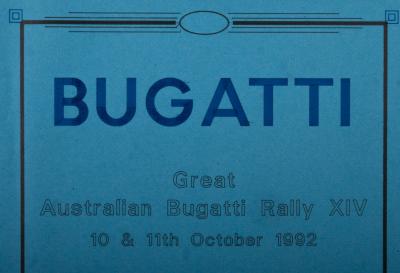 BUGATTI
Great
Australian Bugatti Rally XIV
10 & 11th October 1992